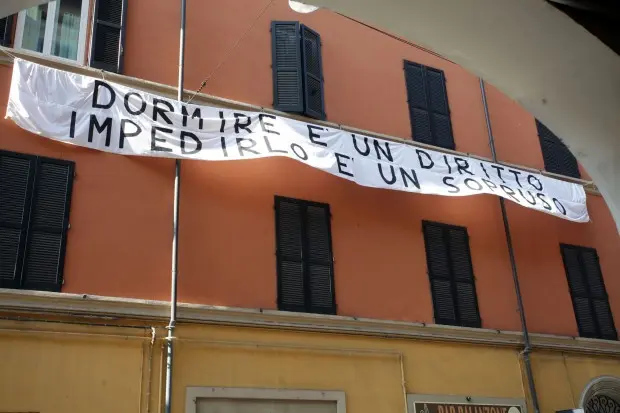 DORMIRE E' UN DIRITTO
IMPEDIRLO E' UN SOPRUSO